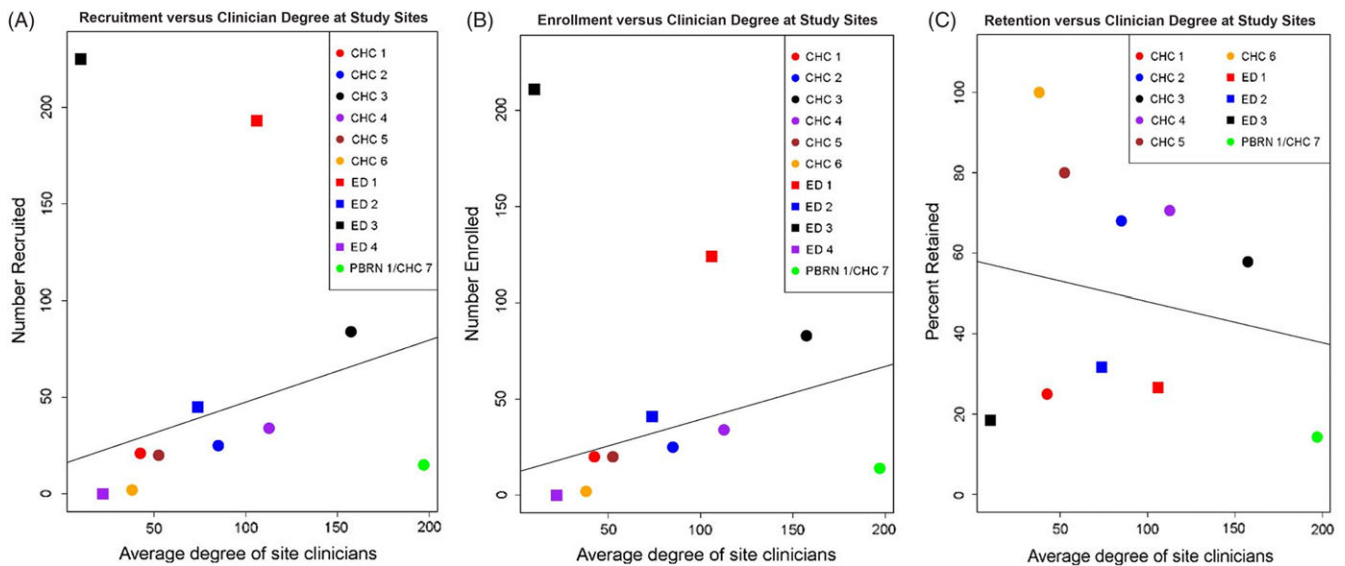 (A)
Recruitment versus Clinician Degree at Study Sites
Number Recruited
0
50
100
150
200
50
100
150
200
Average degree of site clinicians
CHC 1
CHC 2
CHC 3
CHC 4
CHC 5
CHC 6
ED 1
ED 2
ED 3
ED 4
PBRN 1/CHC 7
(B)
Enrollment versus Clinician Degree at Study Sites
Number Enrolled
0
50
100
150
200
50
100
150
200
Average degree of site clinicians
CHC 1
CHC 2
CHC 3
CHC 4
CHC 5
CHC 6
ED 1
ED 2
ED 3
ED 4
PBRN 1/CHC 7
(C)
Retention versus Clinician Degree at Study Sites
Percent Retained
0
20
40
60
80
100
50
100
150
200
Average degree of site clinicians
CHC 1
CHC 2
CHC 3
CHC 4
CHC 5
CHC 6
ED 1
ED 2
ED 3
PBRN 1/CHC 7